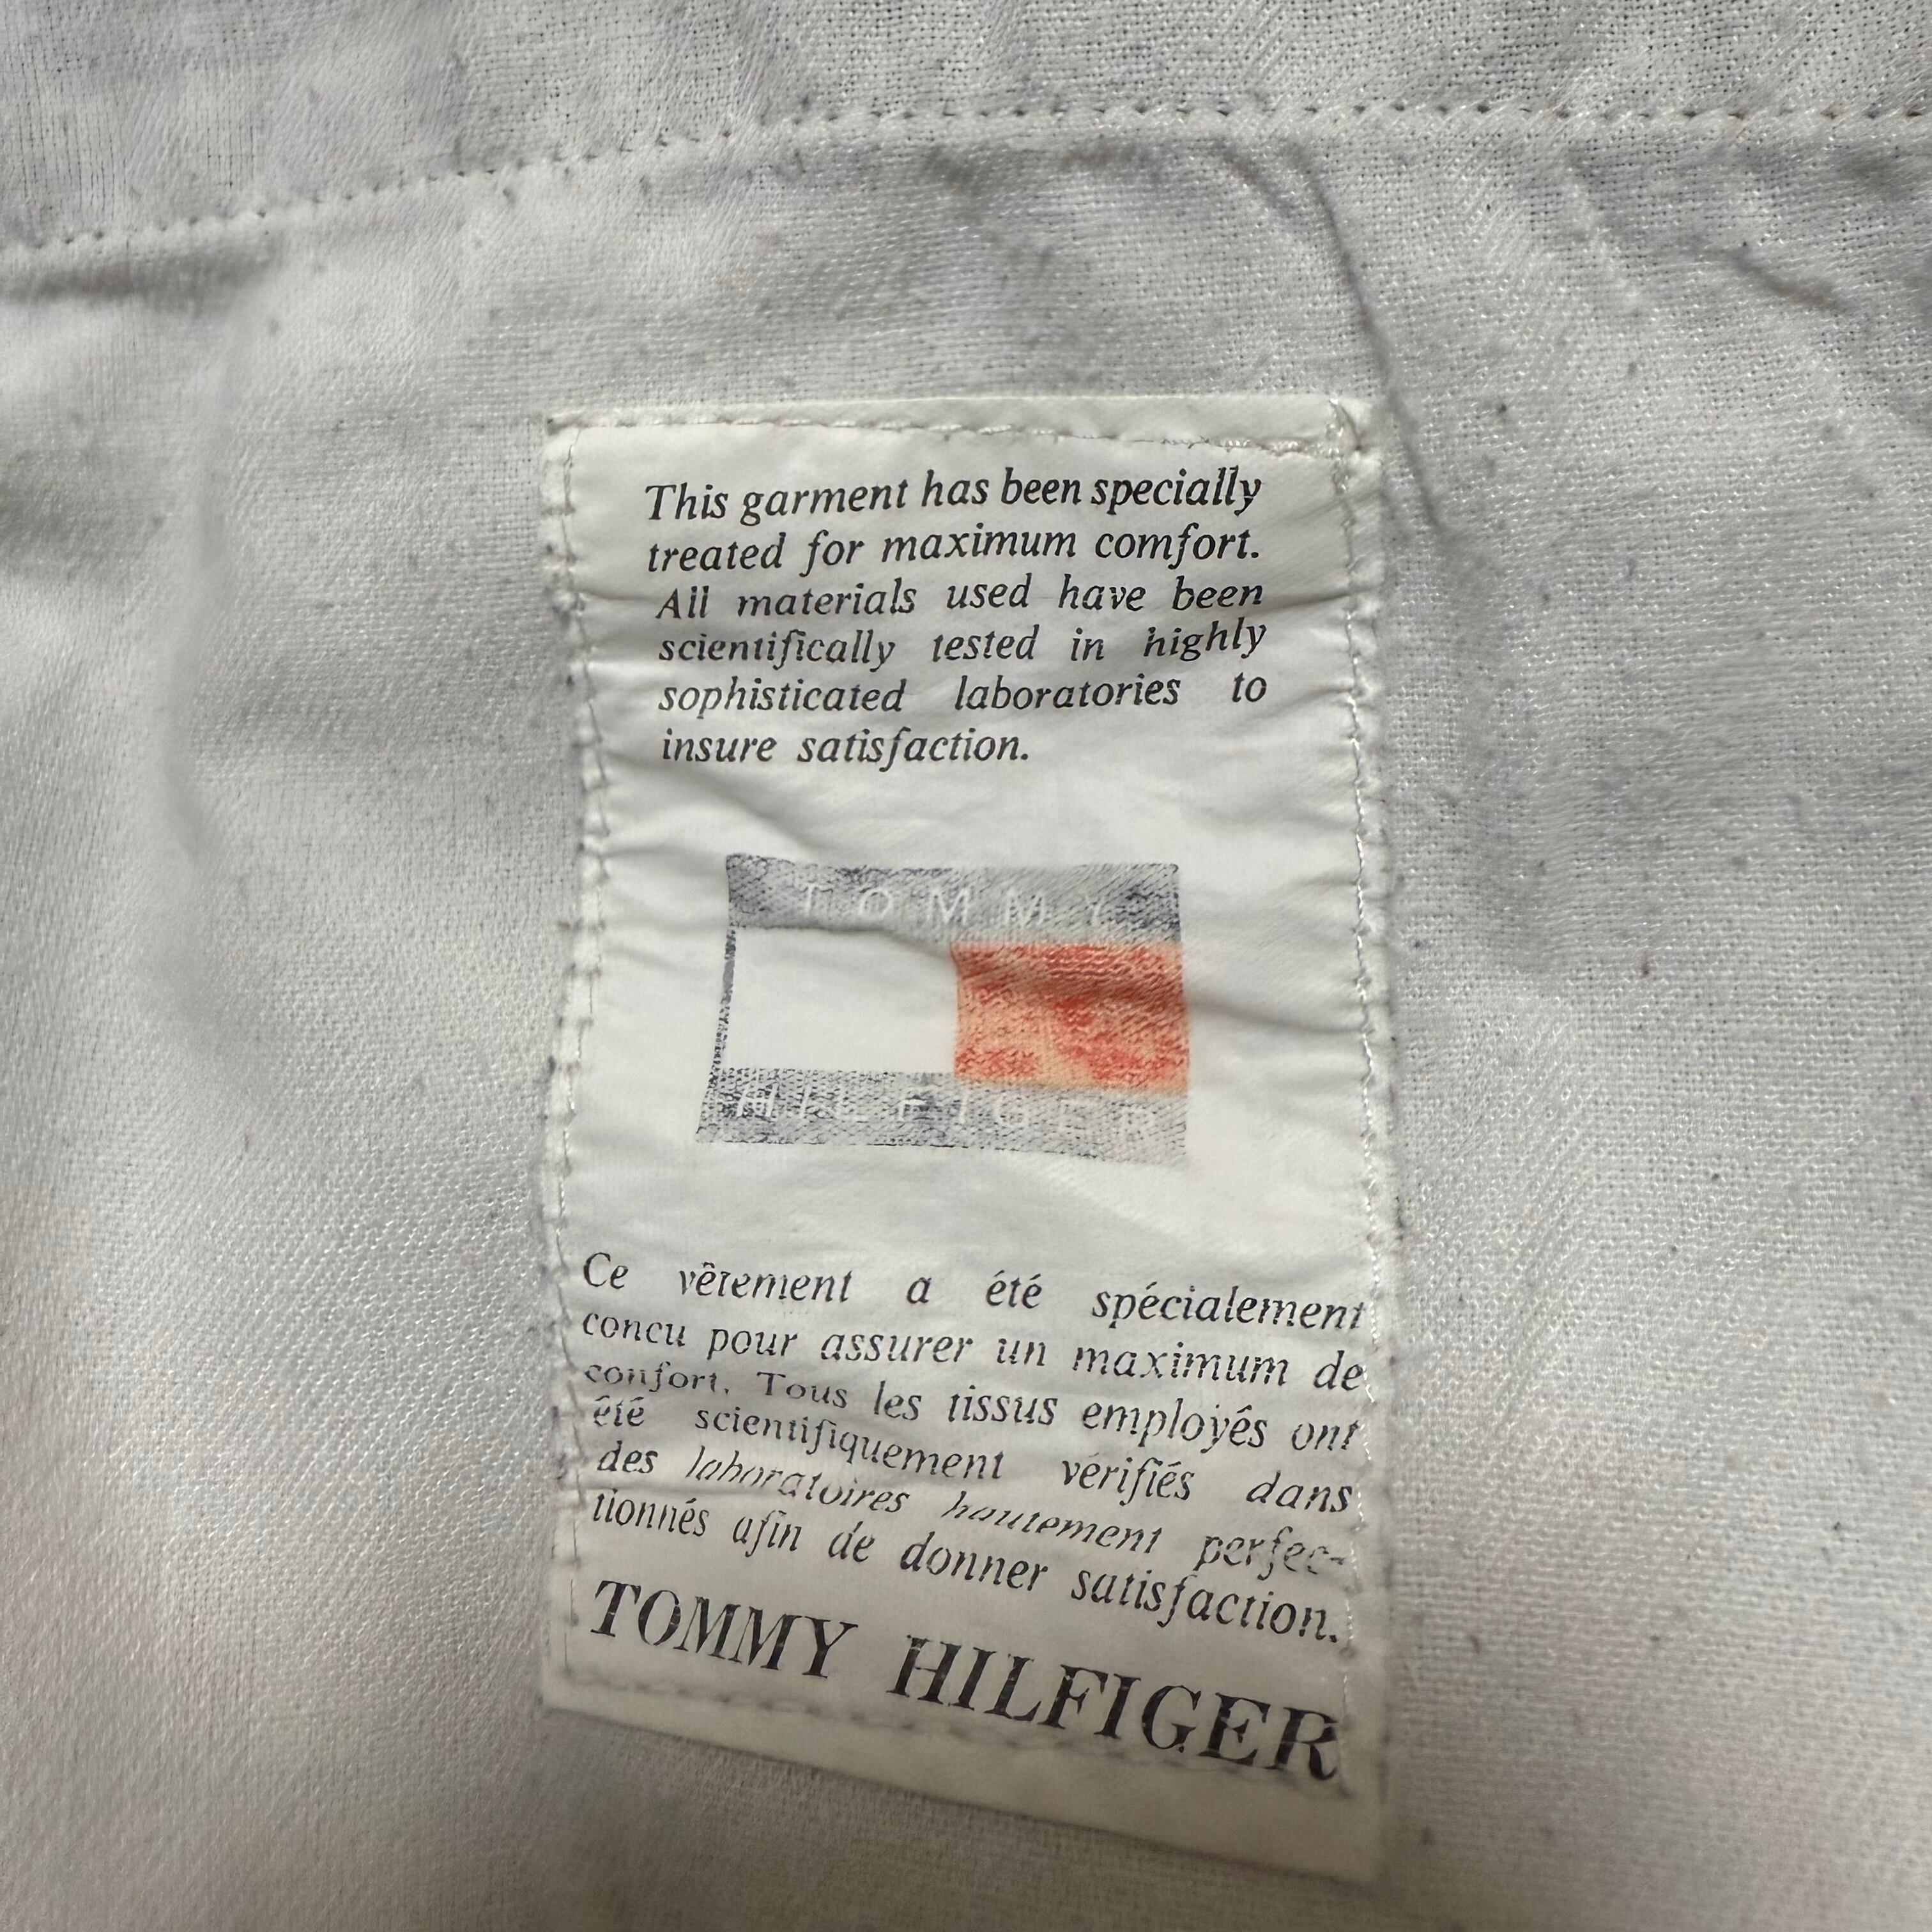 This garment has been specially
treated for maximum comfort.
All materials used have been
scientifically tested in highly
sophisticated laboratories to
insure satisfaction.
TOMMY
HILFIGER
Ce vêtement a été spécialement
concu pour assurer un maximum de
confort. Tous les tissus employés ont
été scientifiquement vérifiés dans
des laboratoires hautement perfec-
tionnés afin de donner satisfaction.
TOMMY HILFIGER